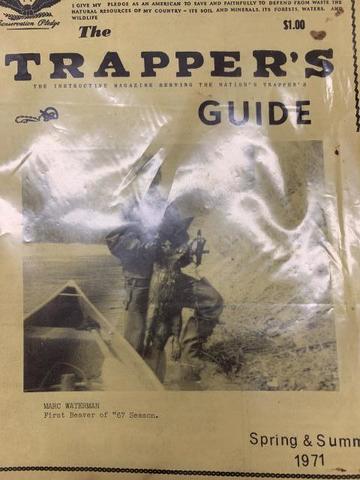 I GIVE MY PLEDGE AS AN AMERICAN TO SAVE AND FAITHFULLY TO DEFEND FROM WASTE THE
NATURAL RESOURCES OF MY COUNTRY - ITS SOIL AND MINERALS, ITS FORESTS, WATERS, AND
WILDLIFE
Conservation Pledge
$1.00
The
TRAPPER'S
THE INSTRUCTIVE MAGAZINE SERVING THE NATION'S TRAPPER'S
GUIDE
MARC WATERMAN
First Beaver of "67 Season.
Spring & Summ
1971